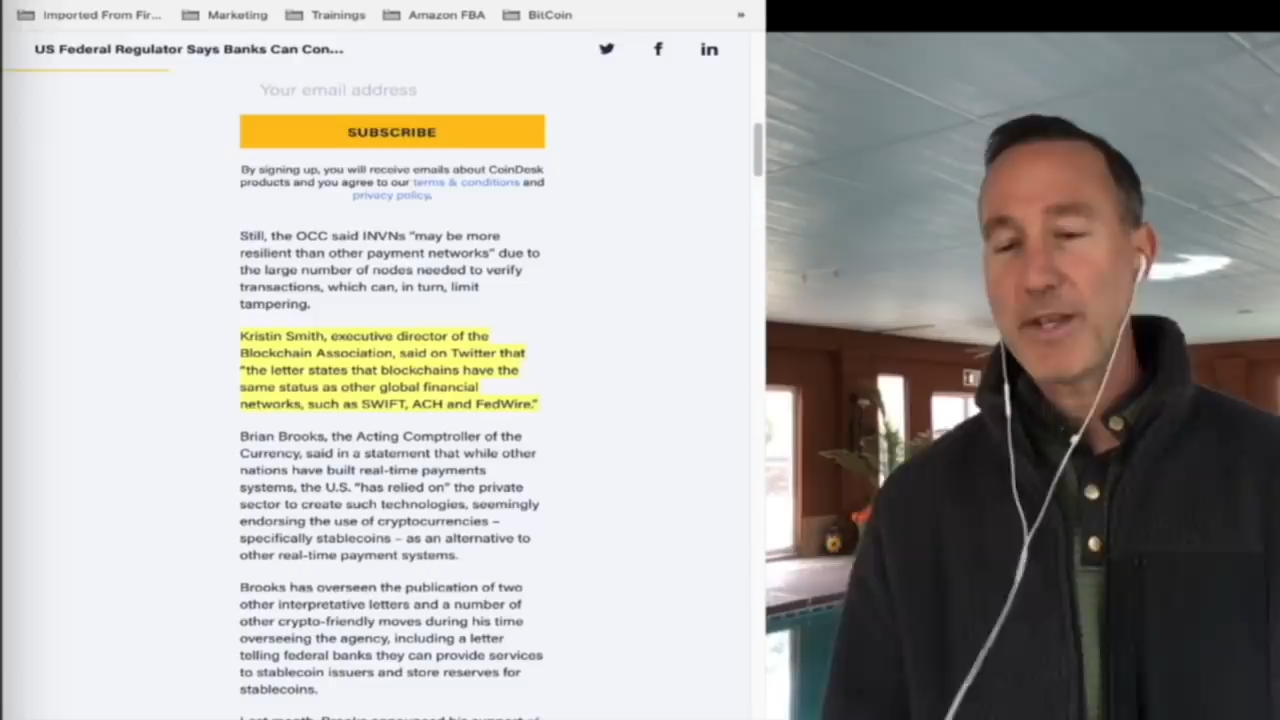 Imported From Fir... Marketing Trainings Amazon FBA BitCoin »
US Federal Regulator Says Banks Can Con...
Your email address
SUBSCRIBE
By signing up, you will receive emails about CoinDesk
products and you agree to our terms & conditions and
privacy policy.
Still, the OCC said INVNs "may be more
resilient than other payment networks" due to
the large number of nodes needed to verify
transactions, which can, in turn, limit
tampering.
Kristin Smith, executive director of the
Blockchain Association, said on Twitter that
"the letter states that blockchains have the
same status as other global financial
networks, such as SWIFT, ACH and FedWire."
Brian Brooks, the Acting Comptroller of the
Currency, said in a statement that while other
nations have built real-time payments
systems, the U.S. "has relied on" the private
sector to create such technologies, seemingly
endorsing the use of cryptocurrencies –
specifically stablecoins – as an alternative to
other real-time payment systems.
Brooks has overseen the publication of two
other interpretative letters and a number of
other crypto-friendly moves during his time
overseeing the agency, including a letter
telling federal banks they can provide services
to stablecoin issuers and store reserves for
stablecoins.
Last month, Brooks announced his support of